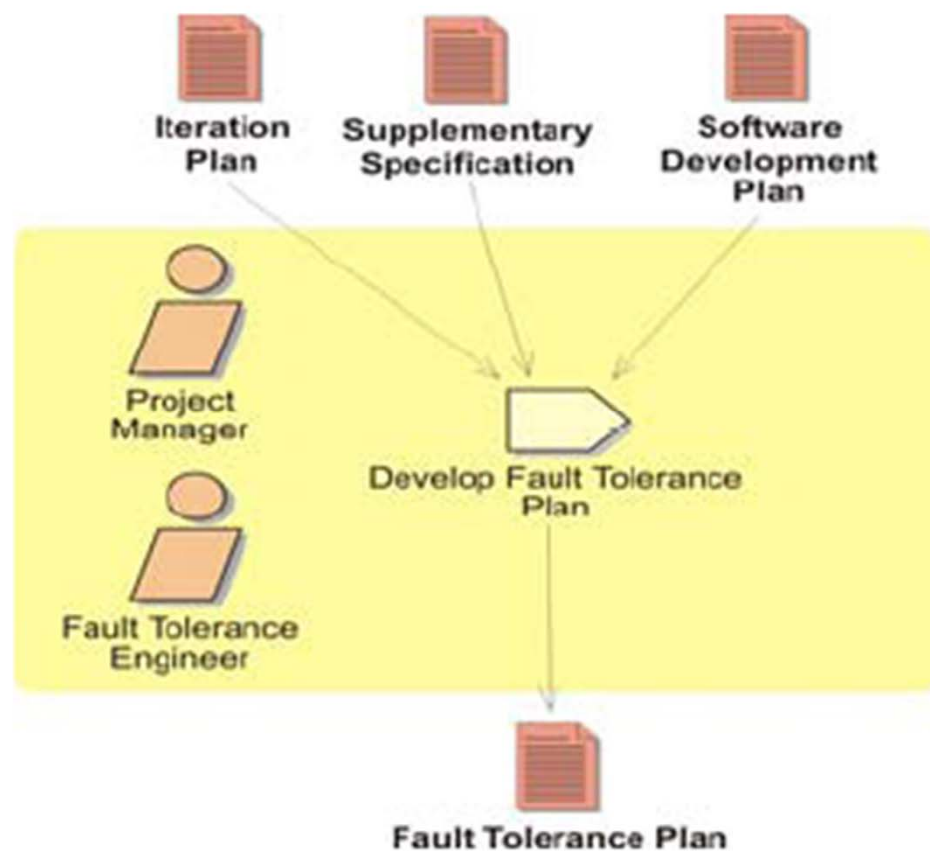 Iteration
Plan
Supplementary
Specification
Software
Development
Plan
Project
Manager
Develop Fault Tolerance
Plan
Fault Tolerance
Engineer
Fault Tolerance Plan